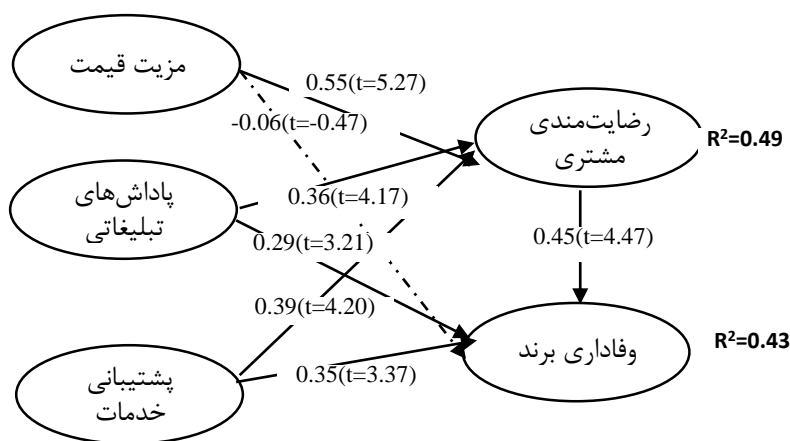 مزیت قیمت
0.55(t=5.27)
-0.06(t=-0.47)
رضایت‌مندی
مشتری
R²=0.49
پاداش‌های
تبلیغاتی
0.36(t=4.17)
0.29(t=3.21)
0.45(t=4.47)
0.39(t=4.20)
وفاداری برند
R²=0.43
پشتیبانی
خدمات
0.35(t=3.37)